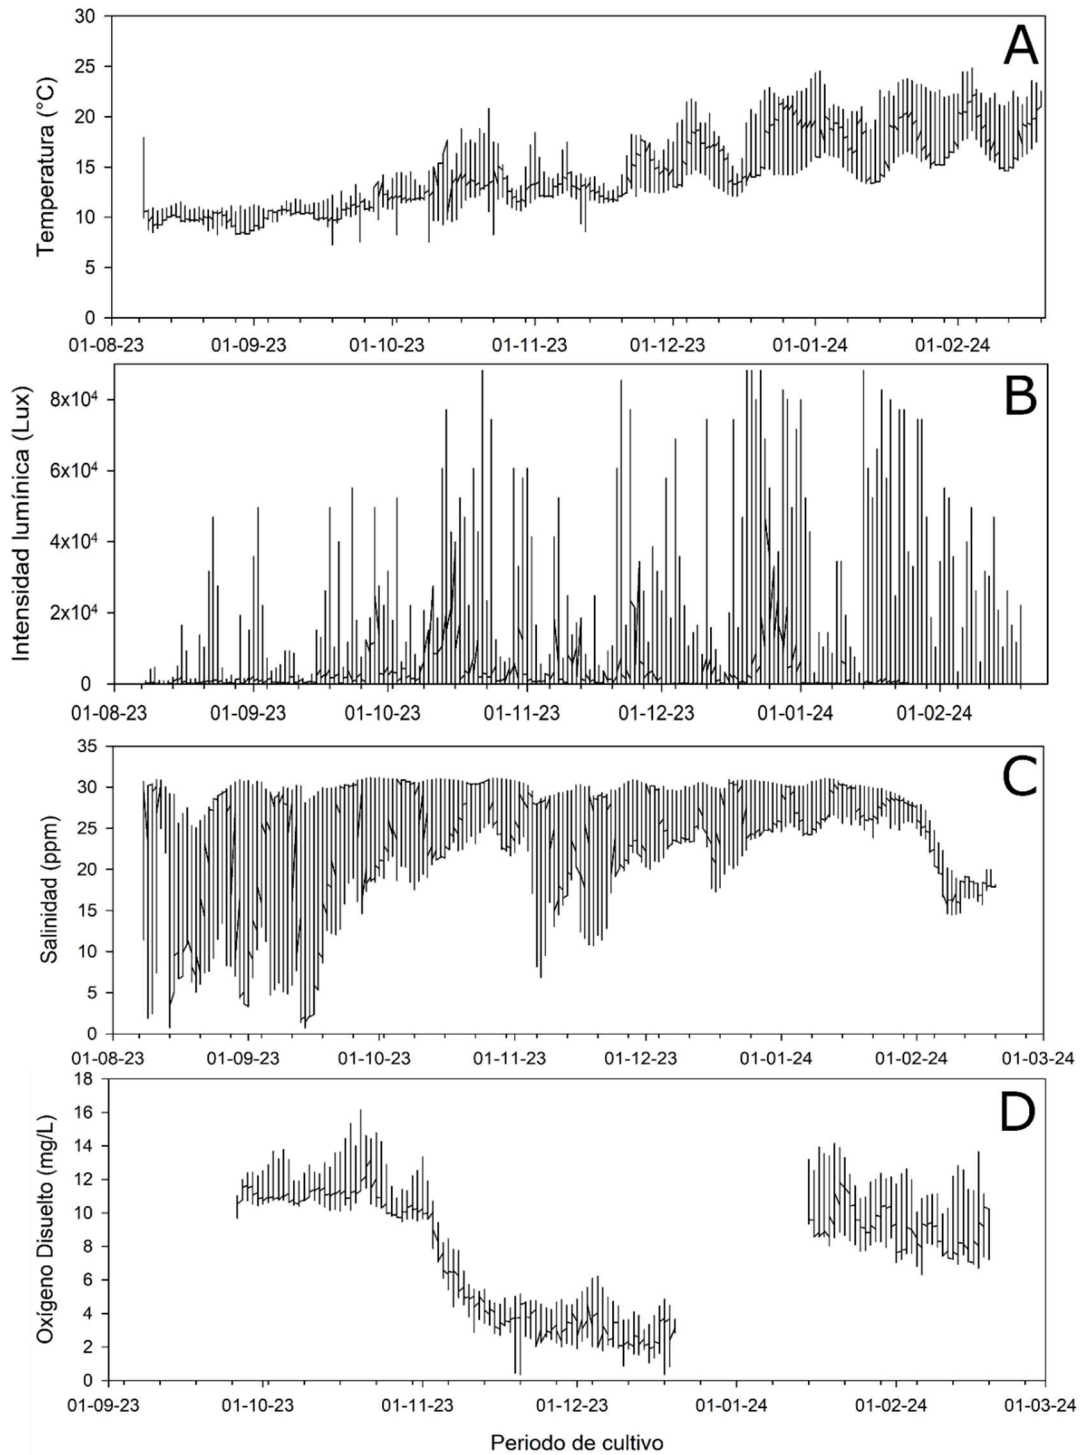 A
Temperatura (°C)
30
25
20
15
10
5
0
01-08-23 01-09-23 01-10-23 01-11-23 01-12-23 01-01-24 01-02-24
B
Intensidad lumínica (Lux)
8x10⁴
6x10⁴
4x10⁴
2x10⁴
0
01-08-23 01-09-23 01-10-23 01-11-23 01-12-23 01-01-24 01-02-24
C
Salinidad (ppm)
35
30
25
20
15
10
5
0
01-08-23 01-09-23 01-10-23 01-11-23 01-12-23 01-01-24 01-02-24 01-03-24
D
Oxígeno Disuelto (mg/L)
18
16
14
12
10
8
6
4
2
0
01-09-23 01-10-23 01-11-23 01-12-23 01-01-24 01-02-24 01-03-24
Periodo de cultivo